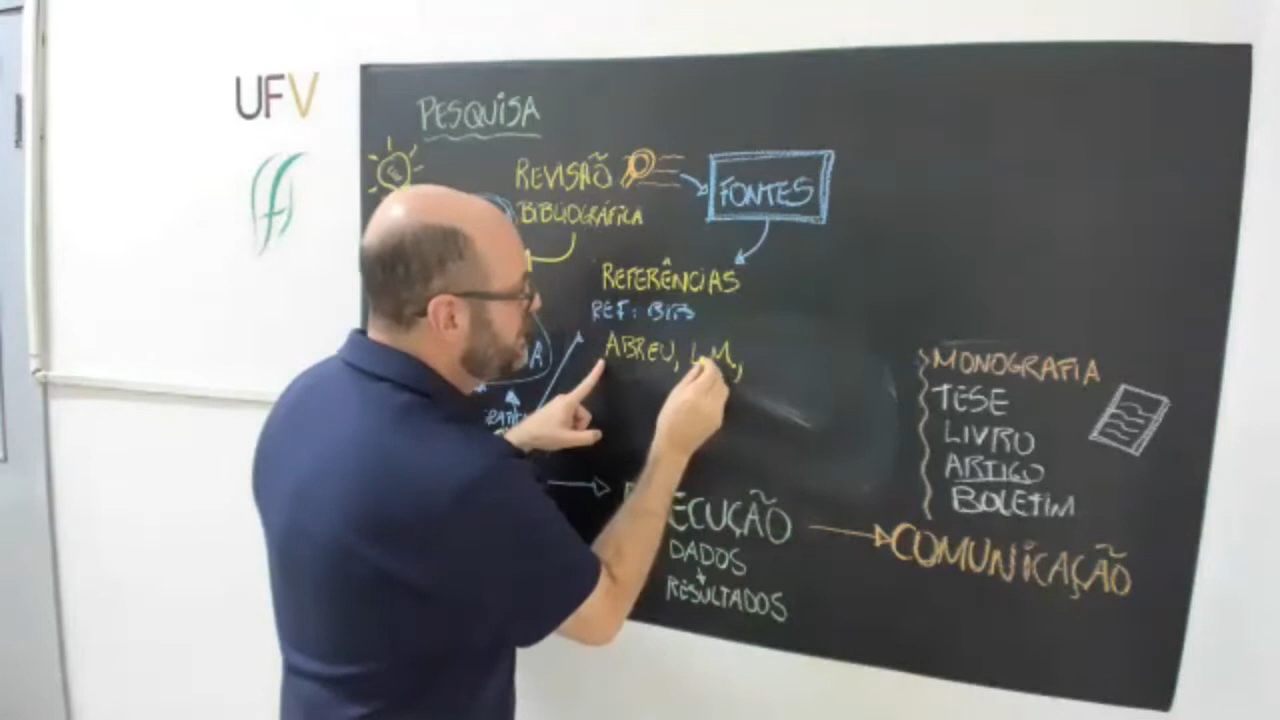 UFV
PESQUISA
REVISÃO
BIBLIOGRÁFICA
FONTES
REFERÊNCIAS
REF: BIB
ABREU, L.M,
MONOGRAFIA
TESE
LIVRO
ARTIGO
BOLETIM
ECUÇÃO
DADOS
RESULTADOS
COMUNICAÇÃO